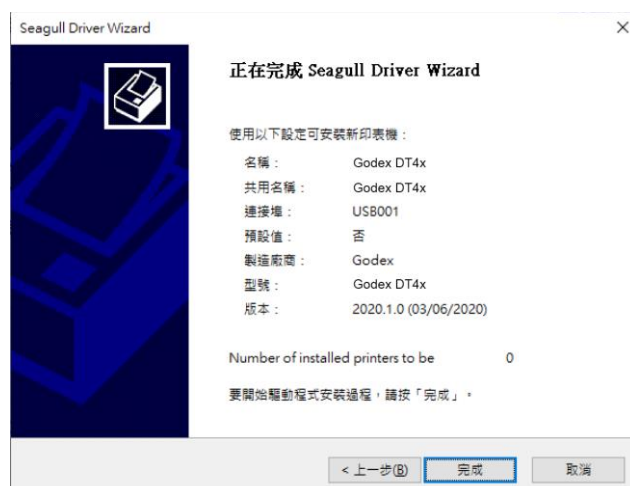 Seagull Driver Wizard
正在完成 Seagull Driver Wizard
使用以下設定可安裝新印表機：
名稱： Godex DT4x
共用名稱： Godex DT4x
連接埠： USB001
預設值： 否
製造廠商： Godex
型號： Godex DT4x
版本： 2020.1.0 (03/06/2020)
Number of installed printers to be 0
要開始驅動程式安裝過程，請按「完成」。
< 上一步(B) 完成 取消